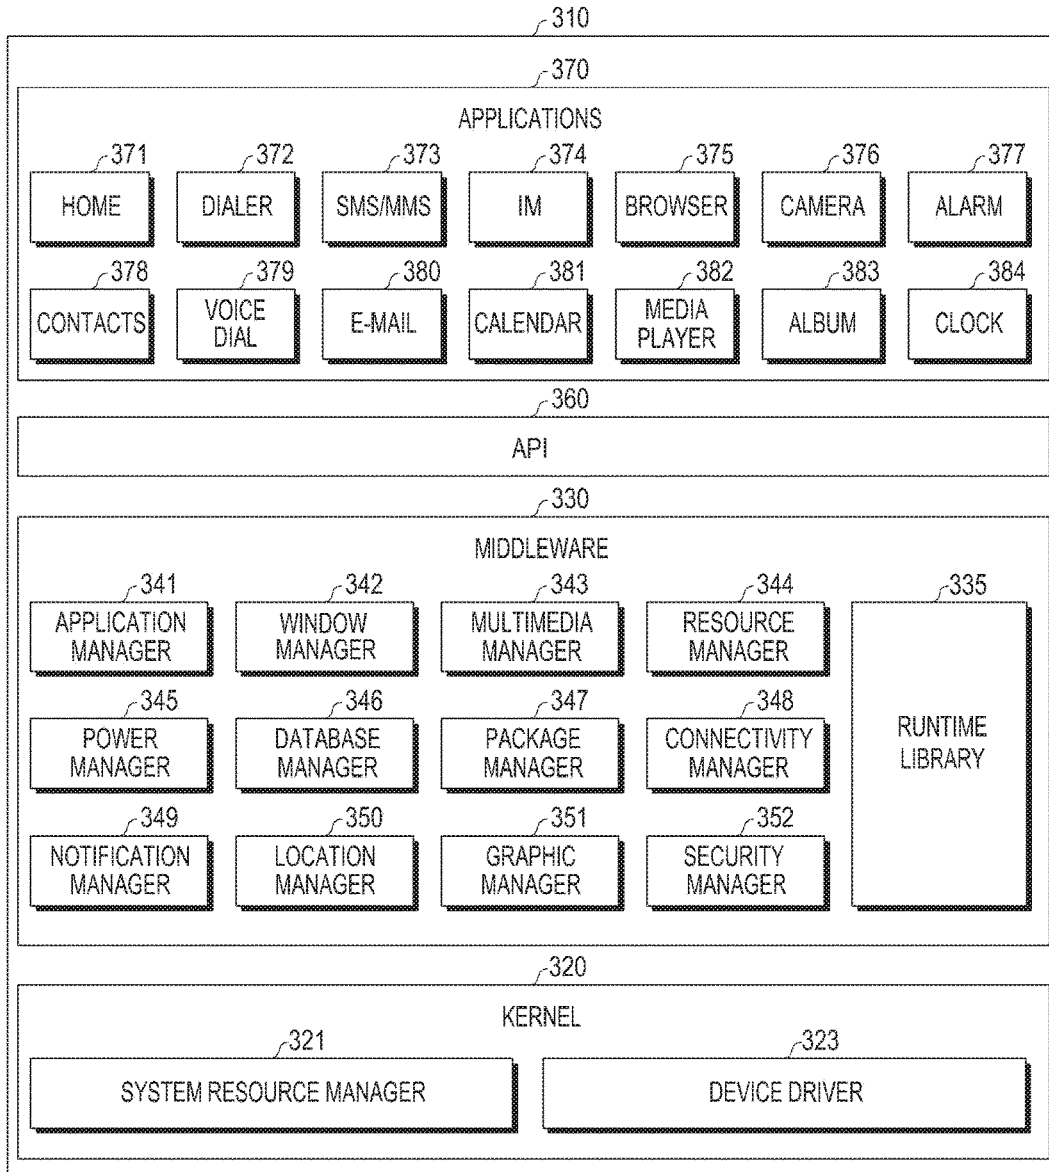 310
370
APPLICATIONS
371 372 373 374 375 376 377
HOME DIALER SMS/MMS IM BROWSER CAMERA ALARM
378 379 380 381 382 383 384
CONTACTS VOICE DIAL E-MAIL CALENDAR MEDIA PLAYER ALBUM CLOCK
360
API
330
MIDDLEWARE
341 342 343 344 335
APPLICATION MANAGER WINDOW MANAGER MULTIMEDIA MANAGER RESOURCE MANAGER
345 346 347 348
POWER MANAGER DATABASE MANAGER PACKAGE MANAGER CONNECTIVITY MANAGER RUNTIME LIBRARY
349 350 351 352
NOTIFICATION MANAGER LOCATION MANAGER GRAPHIC MANAGER SECURITY MANAGER
320
KERNEL
321 323
SYSTEM RESOURCE MANAGER DEVICE DRIVER